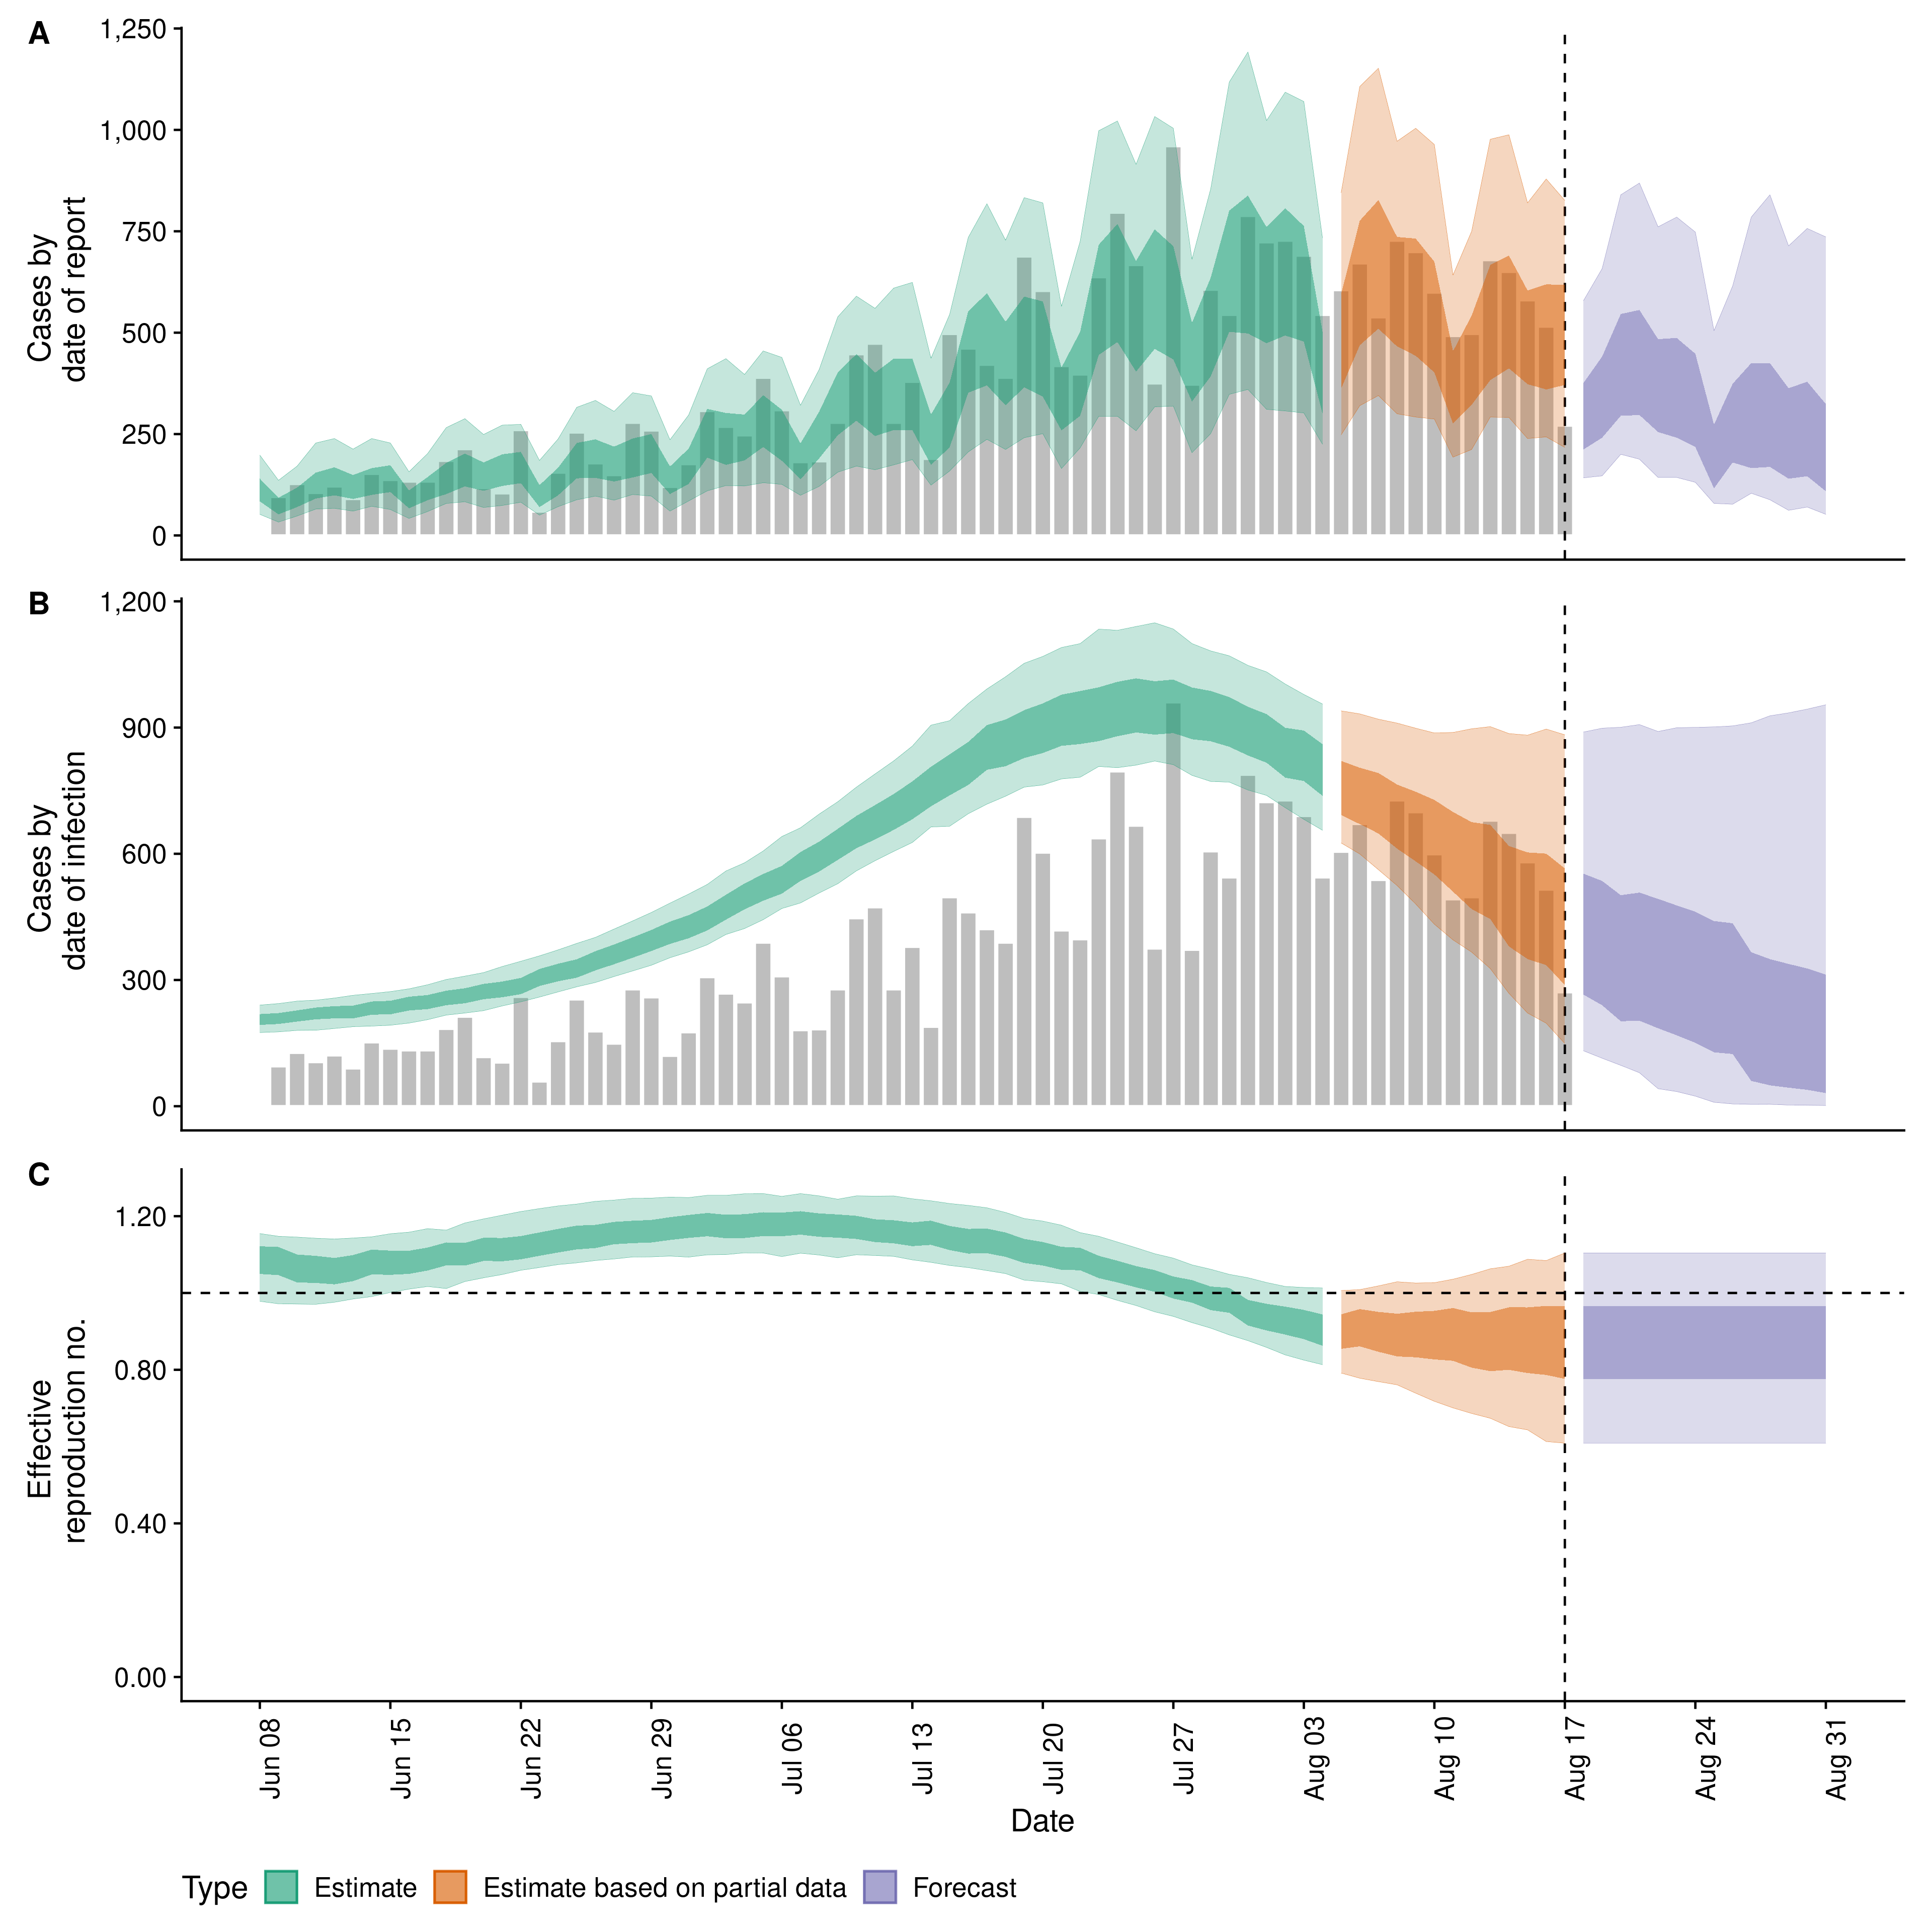 A
Cases by
date of report
1,250
1,000
750
500
250
0
B
Cases by
date of infection
1,200
900
600
300
0
C
Effective
reproduction no.
1.20
0.80
0.40
0.00
Jun 08
Jun 15
Jun 22
Jun 29
Jul 06
Jul 13
Jul 20
Jul 27
Aug 03
Aug 10
Aug 17
Aug 24
Aug 31
Date
Type Estimate Estimate based on partial data Forecast